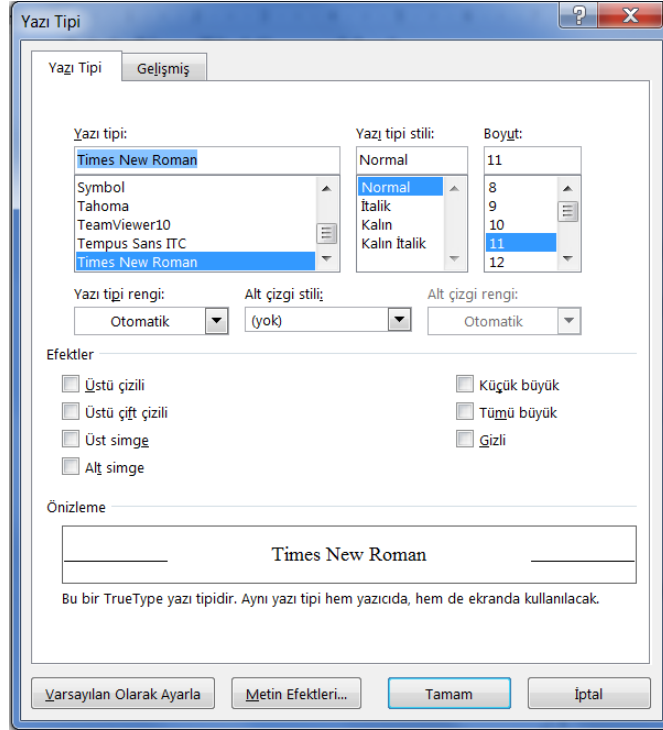 Yazı Tipi
Yazı Tipi Gelişmiş
Yazı tipi: Yazı tipi stili: Boyut:
Times New Roman Normal 11
Symbol Normal 8
Tahoma İtalik 9
TeamViewer10 Kalın 10
Tempus Sans ITC Kalın İtalik 11
Times New Roman 12
Yazı tipi rengi: Alt çizgi stili: Alt çizgi rengi:
Otomatik (yok) Otomatik
Efektler
Üstü çizili Küçük büyük
Üstü çift çizili Tümü büyük
Üst simge Gizli
Alt simge
Önizleme
Times New Roman
Bu bir TrueType yazı tipidir. Aynı yazı tipi hem yazıcıda, hem de ekranda kullanılacak.
Varsayılan Olarak Ayarla Metin Efektleri... Tamam İptal